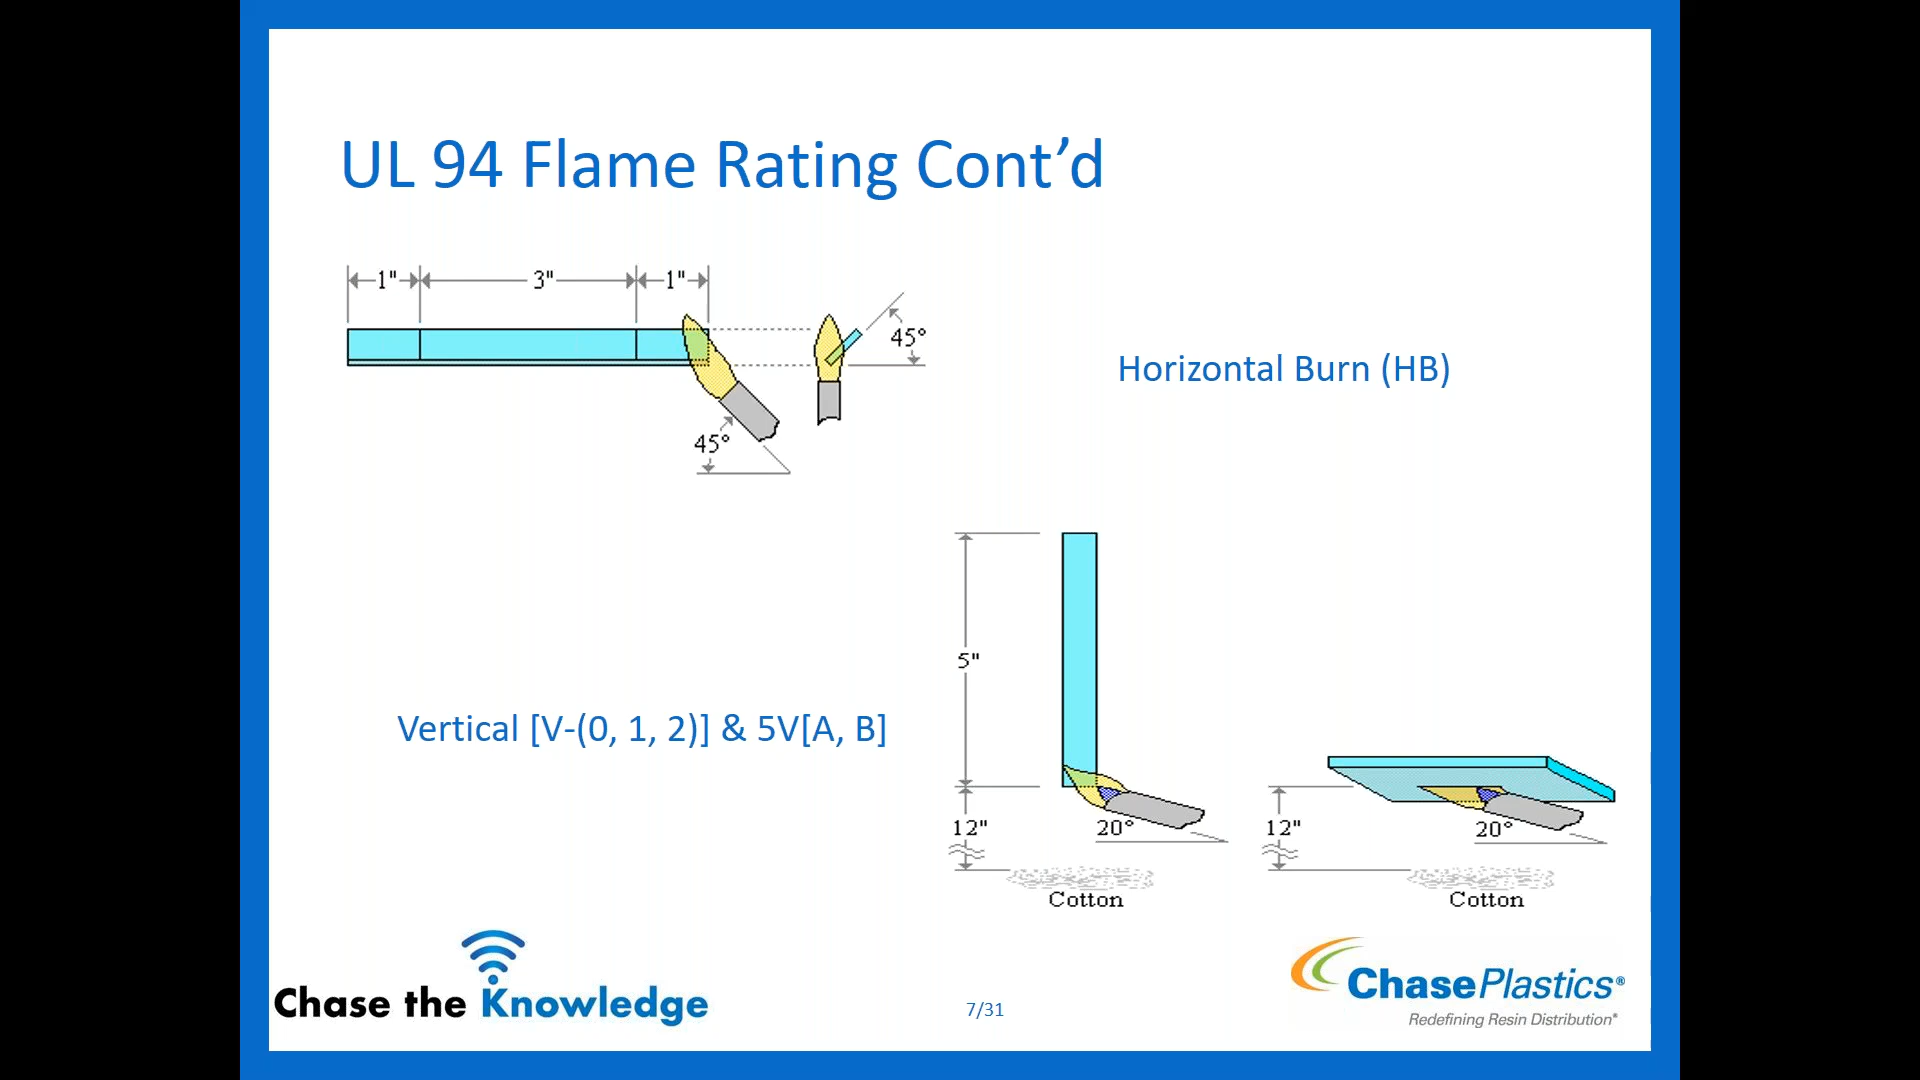 UL 94 Flame Rating Cont’d
1" 3" 1"
45°
45°
Horizontal Burn (HB)
Vertical [V-(0, 1, 2)] & 5V[A, B]
5"
12" 20°
Cotton
12" 20°
Cotton
Chase the Knowledge
7/31
ChasePlastics®
Redefining Resin Distribution®